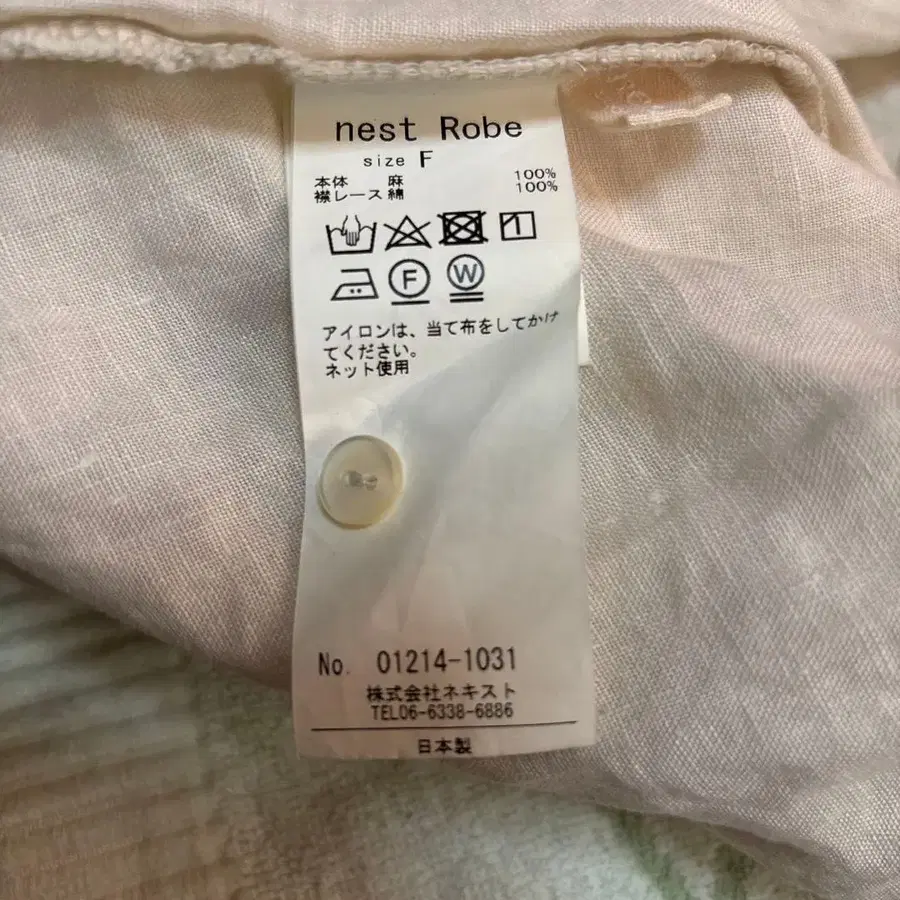 nest Robe
size F
本体 麻 100%
襟レース 綿 100%
F W
アイロンは、当て布をしてかけ
てください。
ネット使用
No. 01214-1031
株式会社ネキスト
TEL06-6338-6886
日本製